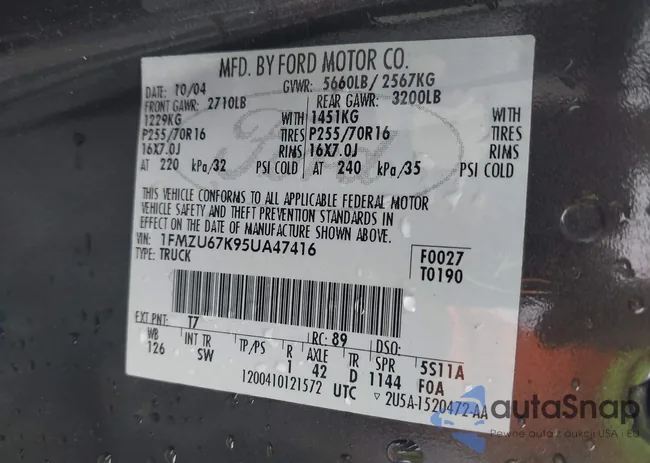 MFD. BY FORD MOTOR CO.
DATE: 10/04 GVWR: 5660LB/ 2567KG
FRONT GAWR: 2710LB REAR GAWR: 3200LB
1229KG WITH 1451KG WITH
P255/70R16 TIRES P255/70R16 TIRES
16X7.0J RIMS 16X7.0J RIMS
AT 220 kPa/32 PSI COLD AT 240 kPa/35 PSI COLD
THIS VEHICLE CONFORMS TO ALL APPLICABLE FEDERAL MOTOR
VEHICLE SAFETY AND THEFT PREVENTION STANDARDS IN
EFFECT ON THE DATE OF MANUFACTURE SHOWN ABOVE.
VIN: 1FMZU67K95UA47416
TYPE: TRUCK
F0027
T0190
EXT PNT: T7 RC: 89 DSO:
WB INT TR TP/PS R AXLE TR SPR 5S11A
126 SW 1 42 D 1144 F0A
1200410121572 UTC ▽ 2U5A-1520472-AA
autaSnap
Pewne auta z aukcji USA i EU